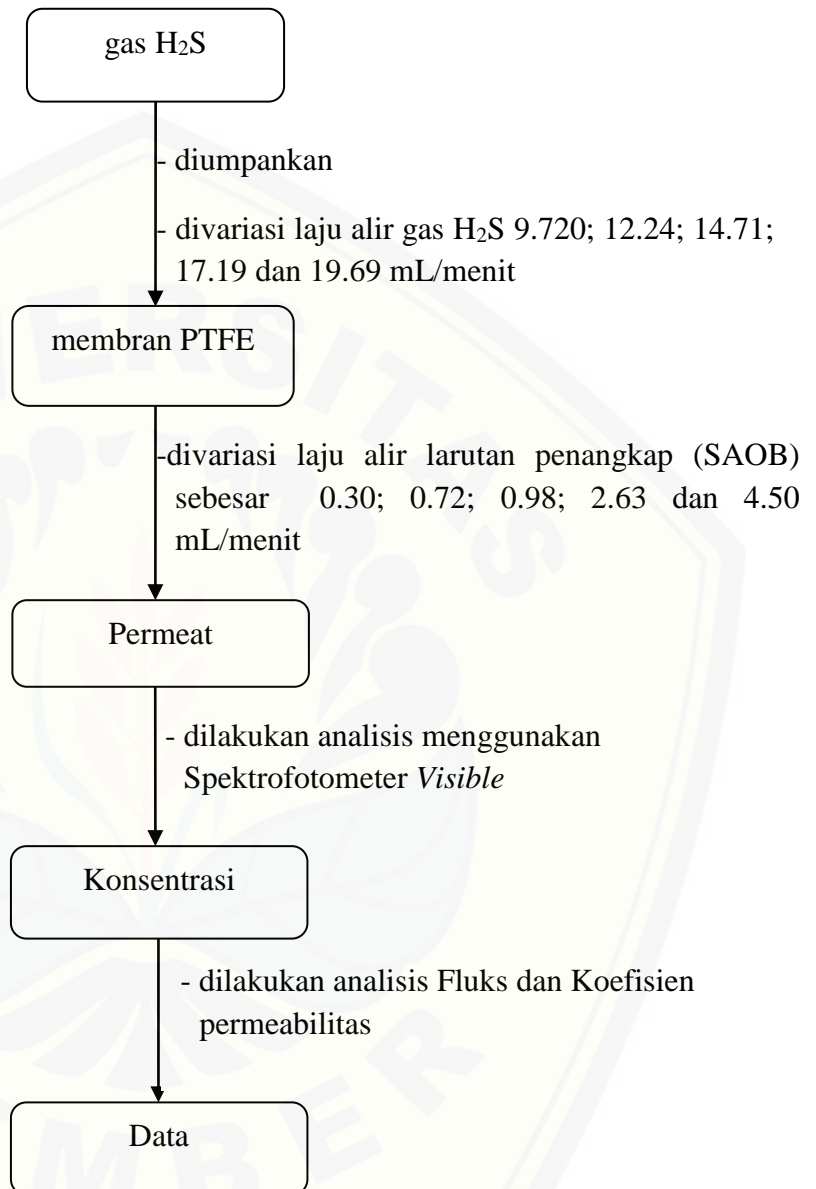 gas H₂S
- diumpankan
- divariasi laju alir gas H₂S 9.720; 12.24; 14.71;
17.19 dan 19.69 mL/menit
membran PTFE
-divariasi laju alir larutan penangkap (SAOB)
sebesar 0.30; 0.72; 0.98; 2.63 dan 4.50
mL/menit
Permeat
- dilakukan analisis menggunakan
Spektrofotometer Visible
Konsentrasi
- dilakukan analisis Fluks dan Koefisien
permeabilitas
Data